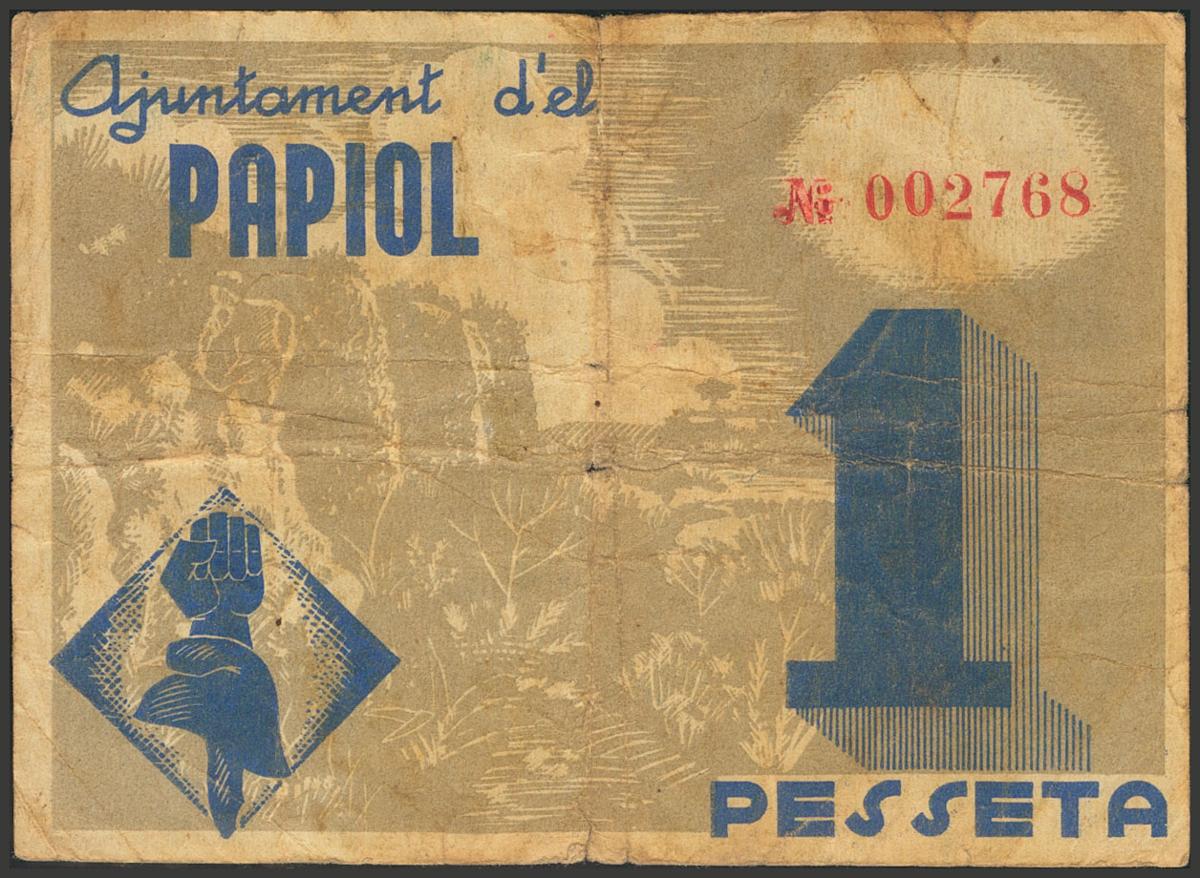 Ajuntament d'el
PAPIOL
Nº 002768
1
PESSETA